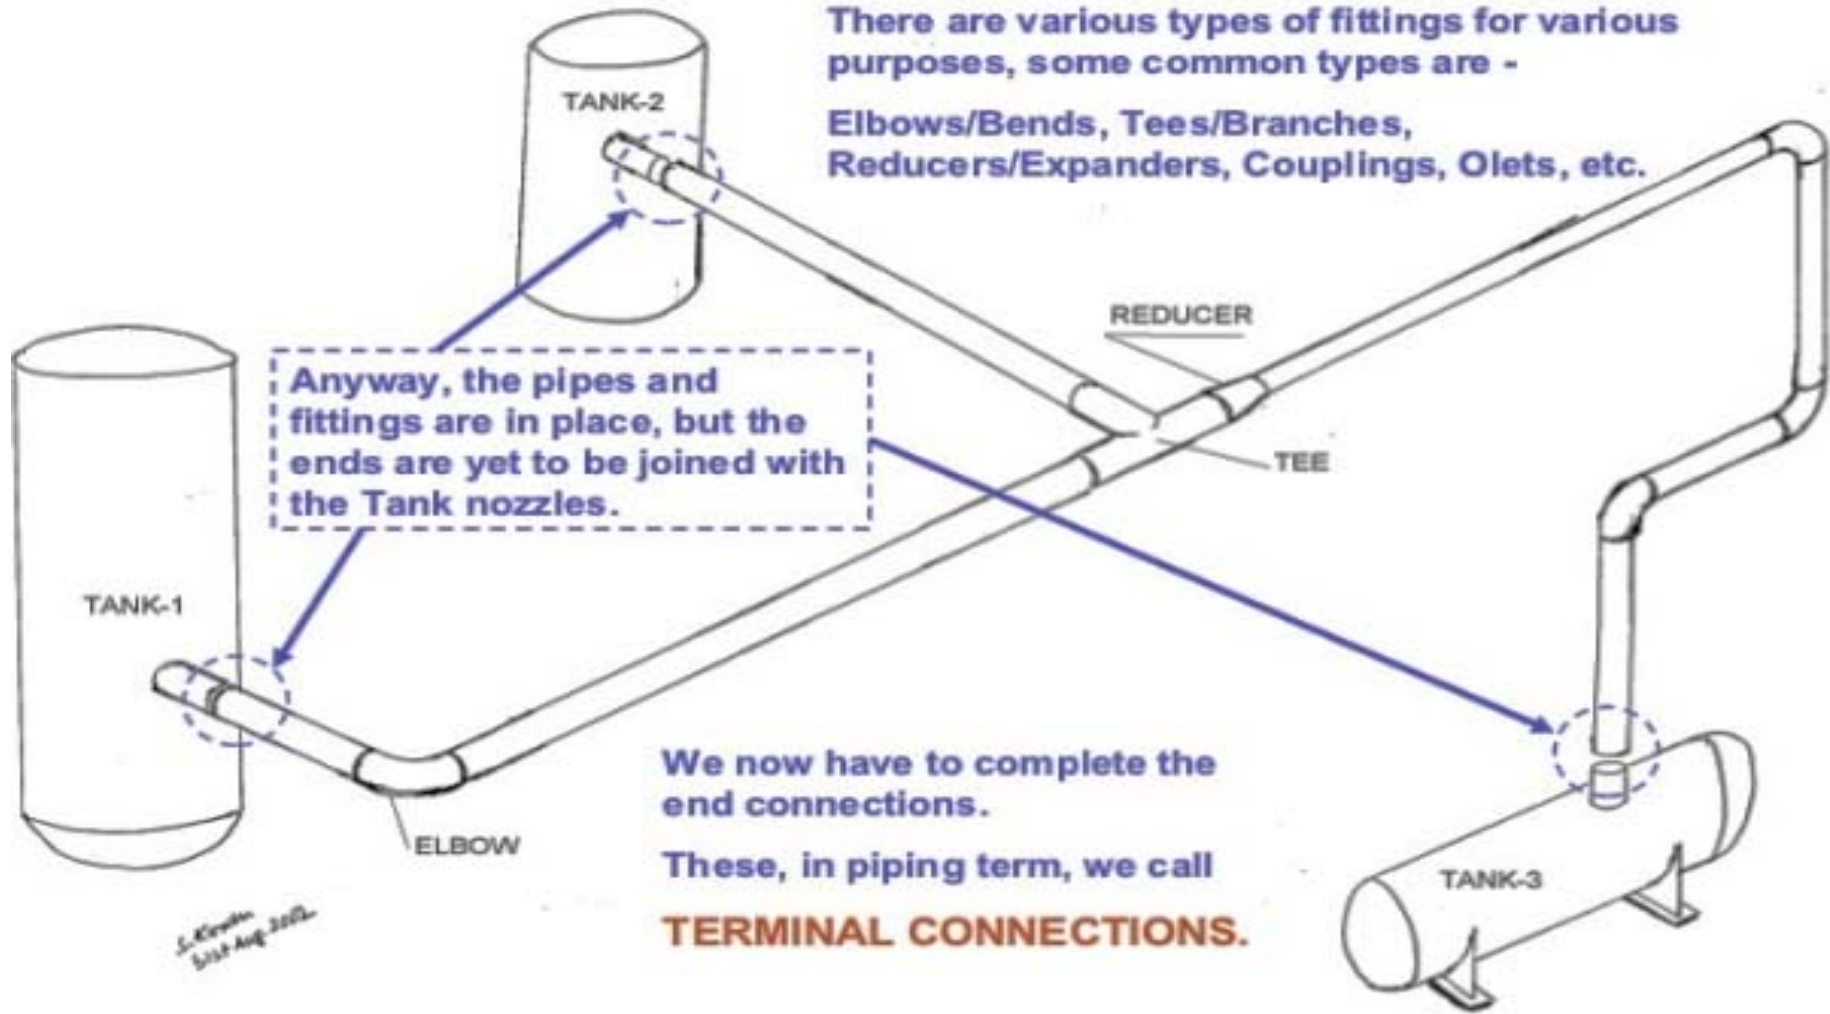 There are various types of fittings for various
purposes, some common types are -
Elbows/Bends, Tees/Branches,
Reducers/Expanders, Couplings, Olets, etc.
TANK-2
REDUCER
Anyway, the pipes and
fittings are in place, but the
ends are yet to be joined with
the Tank nozzles.
TEE
TANK-1
ELBOW
We now have to complete the
end connections.
These, in piping term, we call
TERMINAL CONNECTIONS.
TANK-3
31st Aug 2002